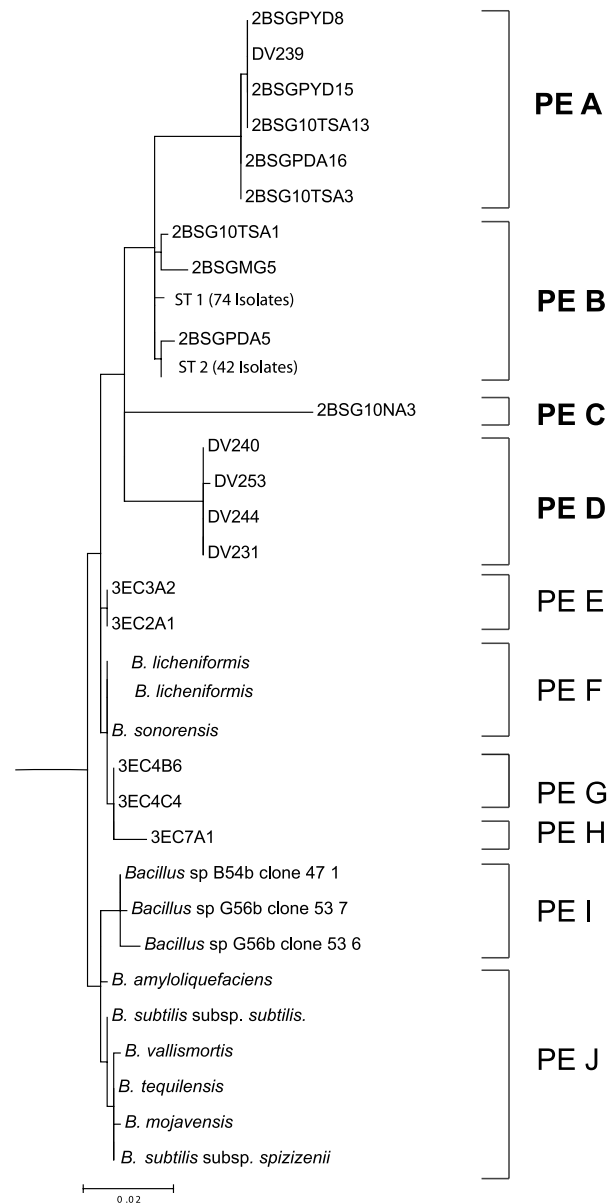 2BSGPYD8
DV239
2BSGPYD15
2BSG10TSA13
2BSGPDA16
2BSG10TSA3
PE A
2BSG10TSA1
2BSGMG5
ST 1 (74 Isolates)
2BSGPDA5
ST 2 (42 Isolates)
PE B
2BSG10NA3
PE C
DV240
DV253
DV244
DV231
PE D
3EC3A2
3EC2A1
PE E
B. licheniformis
B. licheniformis
B. sonorensis
PE F
3EC4B6
3EC4C4
PE G
3EC7A1
PE H
Bacillus sp B54b clone 47 1
Bacillus sp G56b clone 53 7
Bacillus sp G56b clone 53 6
PE I
B. amyloliquefaciens
B. subtilis subsp. subtilis.
B. vallismortis
B. tequilensis
B. mojavensis
B. subtilis subsp. spizizenii
PE J
0.02